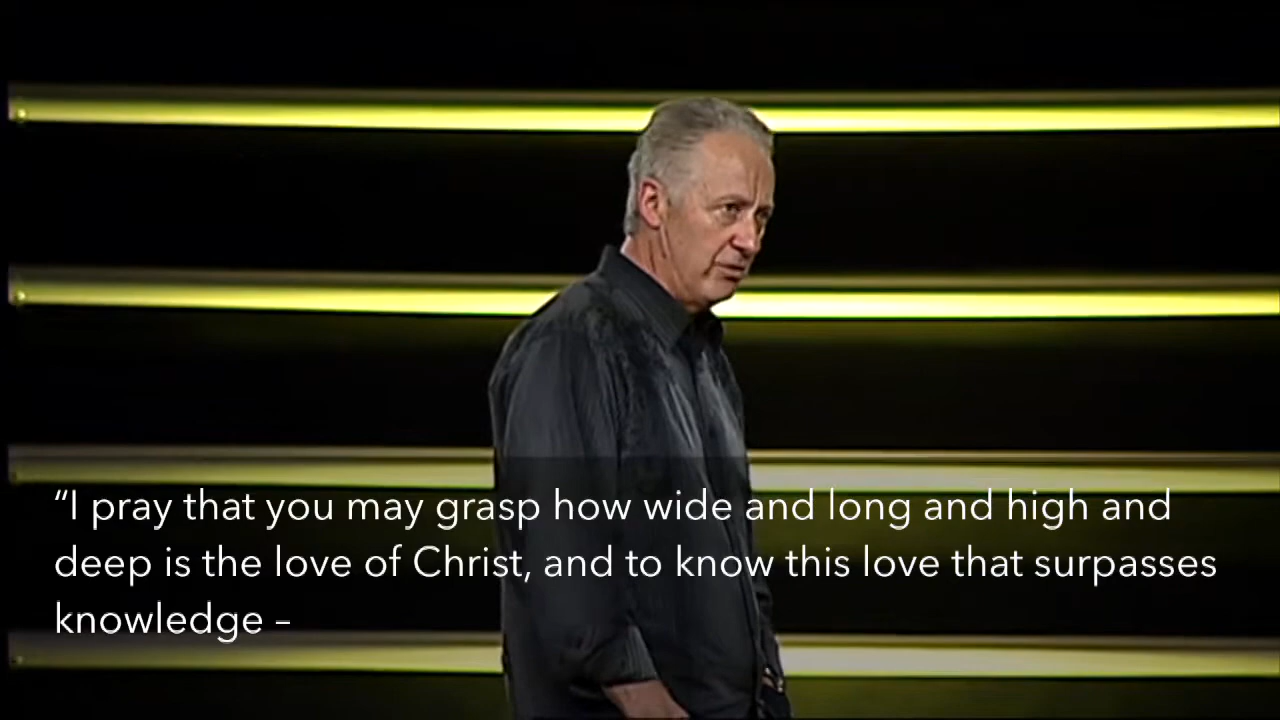 “I pray that you may grasp how wide and long and high and
deep is the love of Christ, and to know this love that surpasses
knowledge –